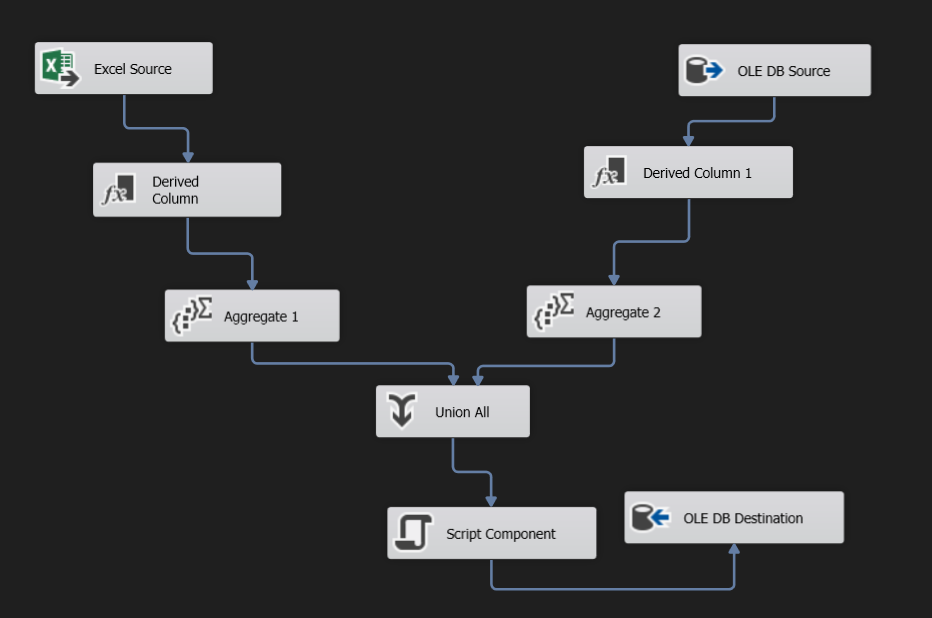 Excel Source
OLE DB Source
Derived
Column
Derived Column 1
Aggregate 1
Aggregate 2
Union All
Script Component
OLE DB Destination